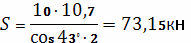 S = (10 · 10,7) / (cos 43° · 2) = 73,15кН